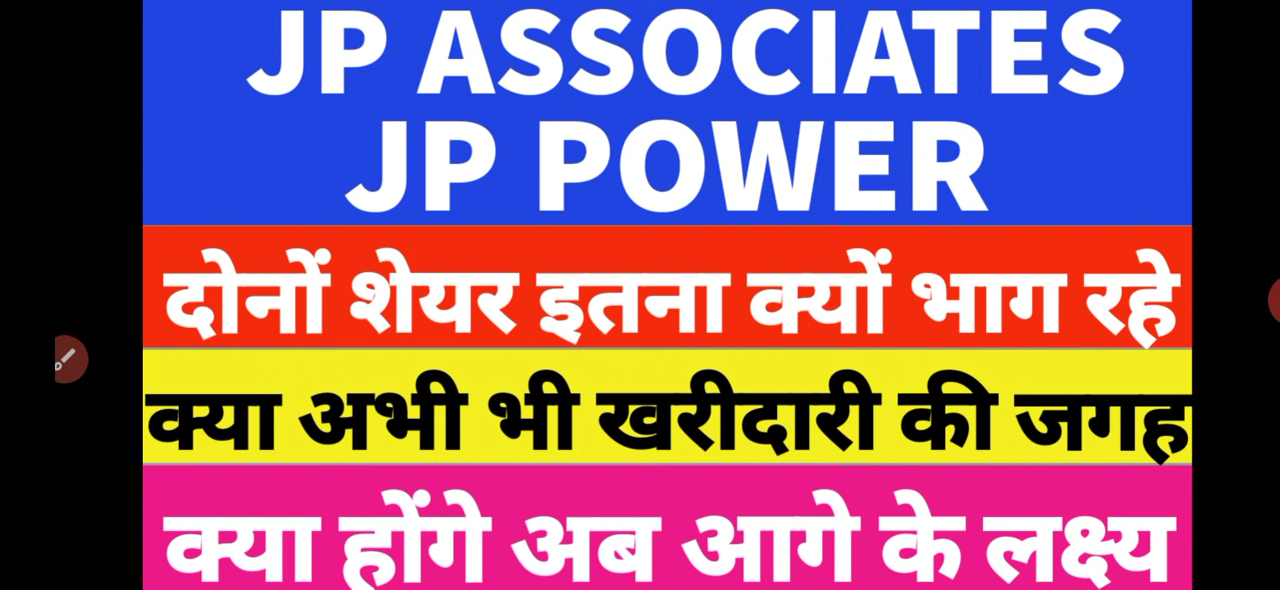 JP ASSOCIATES
JP POWER
दोनों शेयर इतना क्यों भाग रहे
क्या अभी भी खरीदारी की जगह
क्या होंगे अब आगे के लक्ष्य